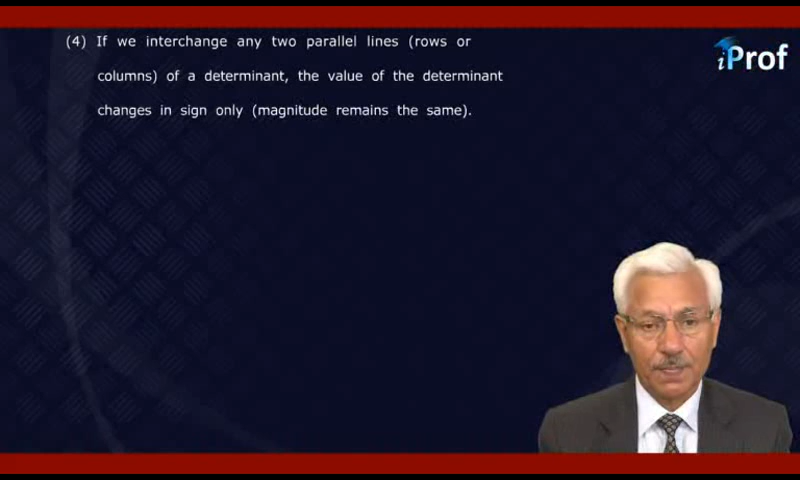 (4) If we interchange any two parallel lines (rows or
columns) of a determinant, the value of the determinant
changes in sign only (magnitude remains the same).
iProf